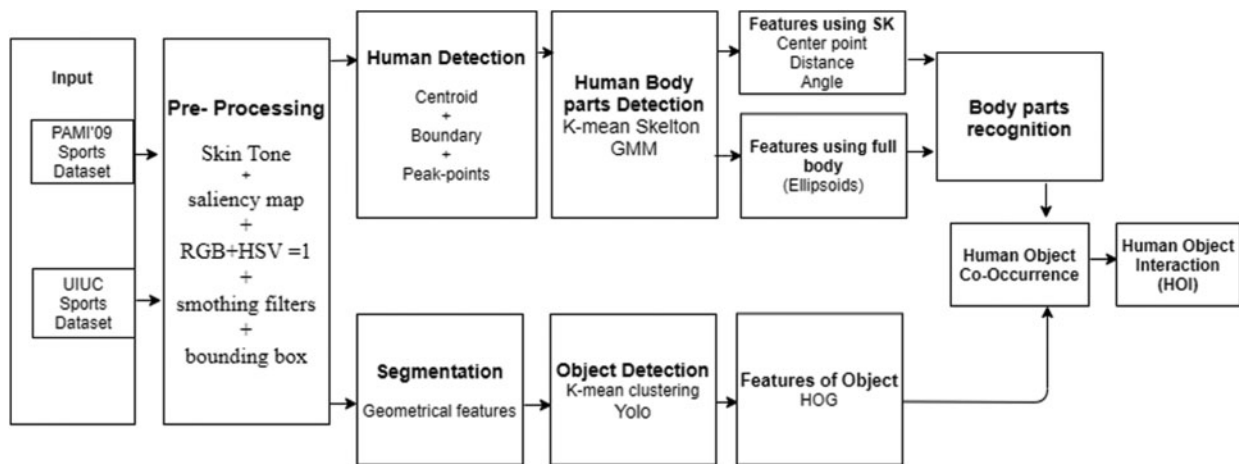 Input
PAMI'09
Sports
Dataset
UIUC
Sports
Dataset
Pre- Processing
Skin Tone
+
saliency map
+
RGB+HSV =1
+
smothing filters
+
bounding box
Human Detection
Centroid
+
Boundary
+
Peak-points
Human Body
parts Detection
K-mean Skelton
GMM
Features using SK
Center point
Distance
Angle
Features using full
body
(Ellipsoids)
Body parts
recognition
Segmentation
Geometrical features
Object Detection
K-mean clustering
Yolo
Features of Object
HOG
Human Object
Co-Occurrence
Human Object
Interaction
(HOI)